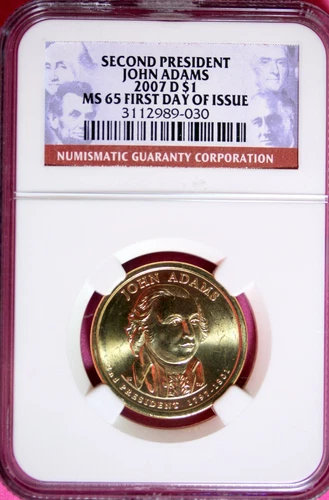 SECOND PRESIDENT
JOHN ADAMS
2007 D $1
MS 65 FIRST DAY OF ISSUE
3112989-030
NUMISMATIC GUARANTY CORPORATION
JOHN ADAMS
2nd PRESIDENT 1797-1801